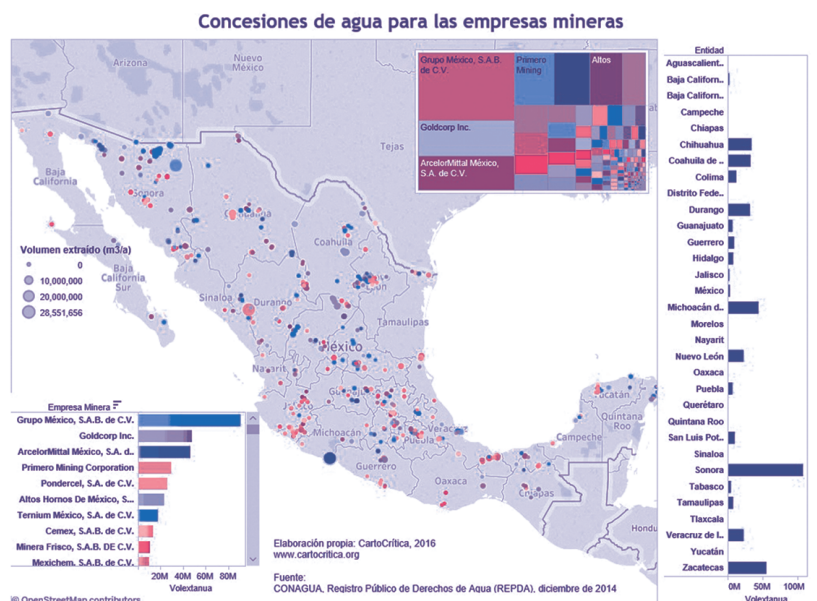 Concesiones de agua para las empresas mineras
Arizona
Nuevo
México
Tejas
Baja
California
Sonora
Coahuila
Baja
California
Sur
Sinaloa
Durango
Tamaulipas
México
Michoacán
Guerrero
Puebla
Oaxaca
Chiapas
Campeche
Yucatán
Quintana
Roo
Volumen extraído (m3/a)
0
10,000,000
20,000,000
28,551,656
Grupo México, S.A.B.
de C.V.
Primero
Mining
Altos
Goldcorp Inc.
ArcelorMittal México,
S.A. de C.V.
Empresa Minera
Grupo México, S.A.B. de C.V.
Goldcorp Inc.
ArcelorMittal México, S.A. d...
Primero Mining Corporation
Pondercel, S.A. de C.V.
Altos Hornos De México, S...
Ternium México, S.A. de C.V.
Cemex, S.A.B. de C.V.
Minera Frisco, S.A.B. DE C.V.
Mexichem, S.A.B. de C.V.
20M 40M 60M 80M
Volextanua
Elaboración propia: CartoCrítica, 2016
www.cartocritica.org
Fuente:
CONAGUA, Registro Público de Derechos de Agua (REPDA), diciembre de 2014
OpenStreetMap contributors
Entidad
Aguascalient..
Baja Californ..
Baja Californ..
Campeche
Chiapas
Chihuahua
Coahuila de ..
Colima
Distrito Fede..
Durango
Guanajuato
Guerrero
Hidalgo
Jalisco
México
Michoacán d..
Morelos
Nayarit
Nuevo León
Oaxaca
Puebla
Querétaro
Quintana Roo
San Luis Pot..
Sinaloa
Sonora
Tabasco
Tamaulipas
Tlaxcala
Veracruz de I..
Yucatán
Zacatecas
0M 50M 100M
Volextanua